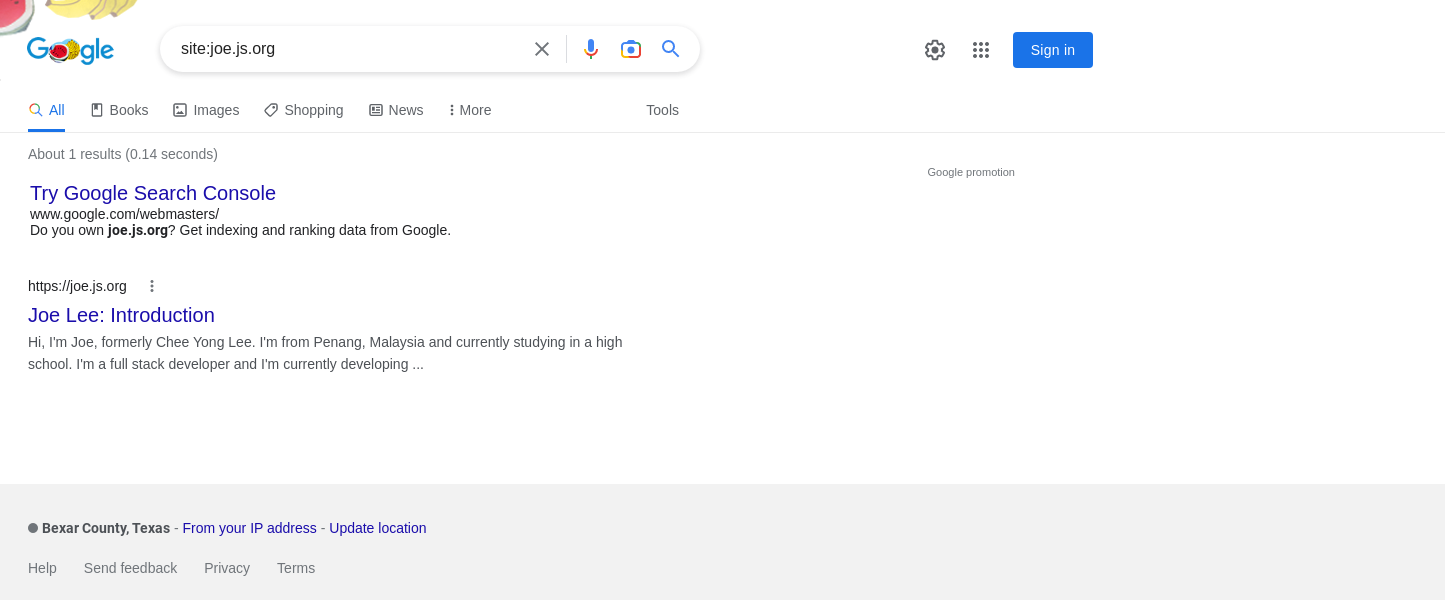 Google
site:joe.js.org
Sign in
All Books Images Shopping News More Tools
About 1 results (0.14 seconds)
Google promotion
Try Google Search Console
www.google.com/webmasters/
Do you own joe.js.org? Get indexing and ranking data from Google.
https://joe.js.org
Joe Lee: Introduction
Hi, I'm Joe, formerly Chee Yong Lee. I'm from Penang, Malaysia and currently studying in a high
school. I'm a full stack developer and I'm currently developing ...
Bexar County, Texas - From your IP address - Update location
Help Send feedback Privacy Terms